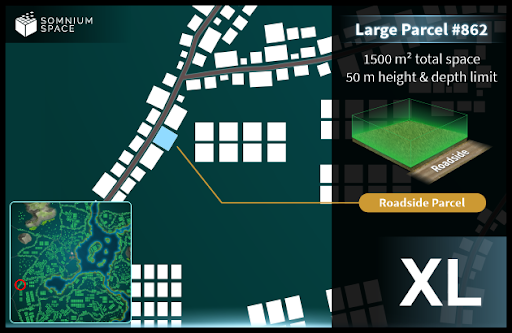 SOMNIUM
SPACE
Large Parcel #862
1500 m² total space
50 m height & depth limit
Roadside
Roadside Parcel
XL